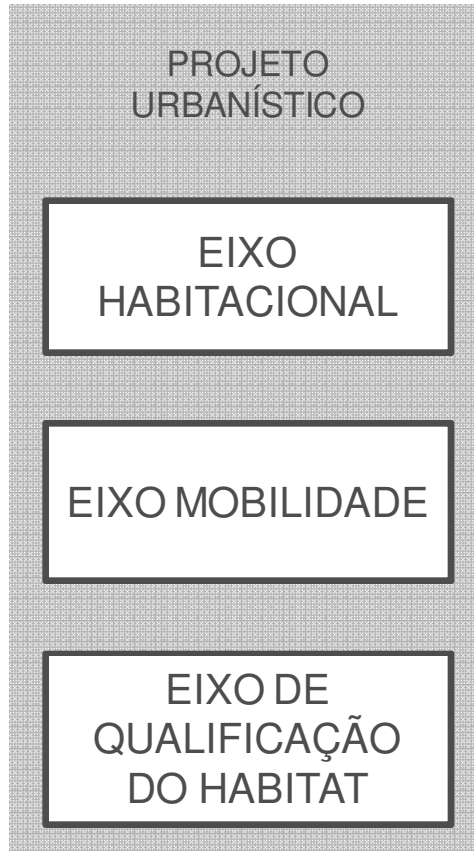 PROJETO
URBANÍSTICO
EIXO
HABITACIONAL
EIXO MOBILIDADE
EIXO DE
QUALIFICAÇÃO
DO HABITAT